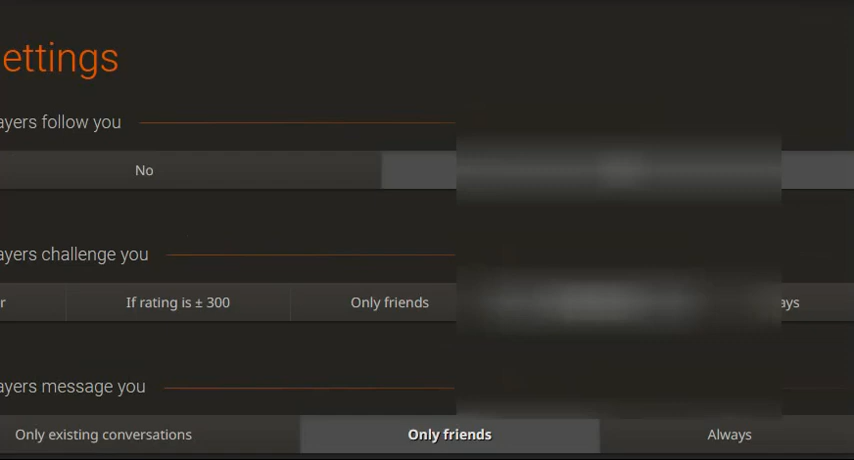 ettings
ayers follow you
No
ayers challenge you
r If rating is ± 300 Only friends ays
ayers message you
Only existing conversations Only friends Always